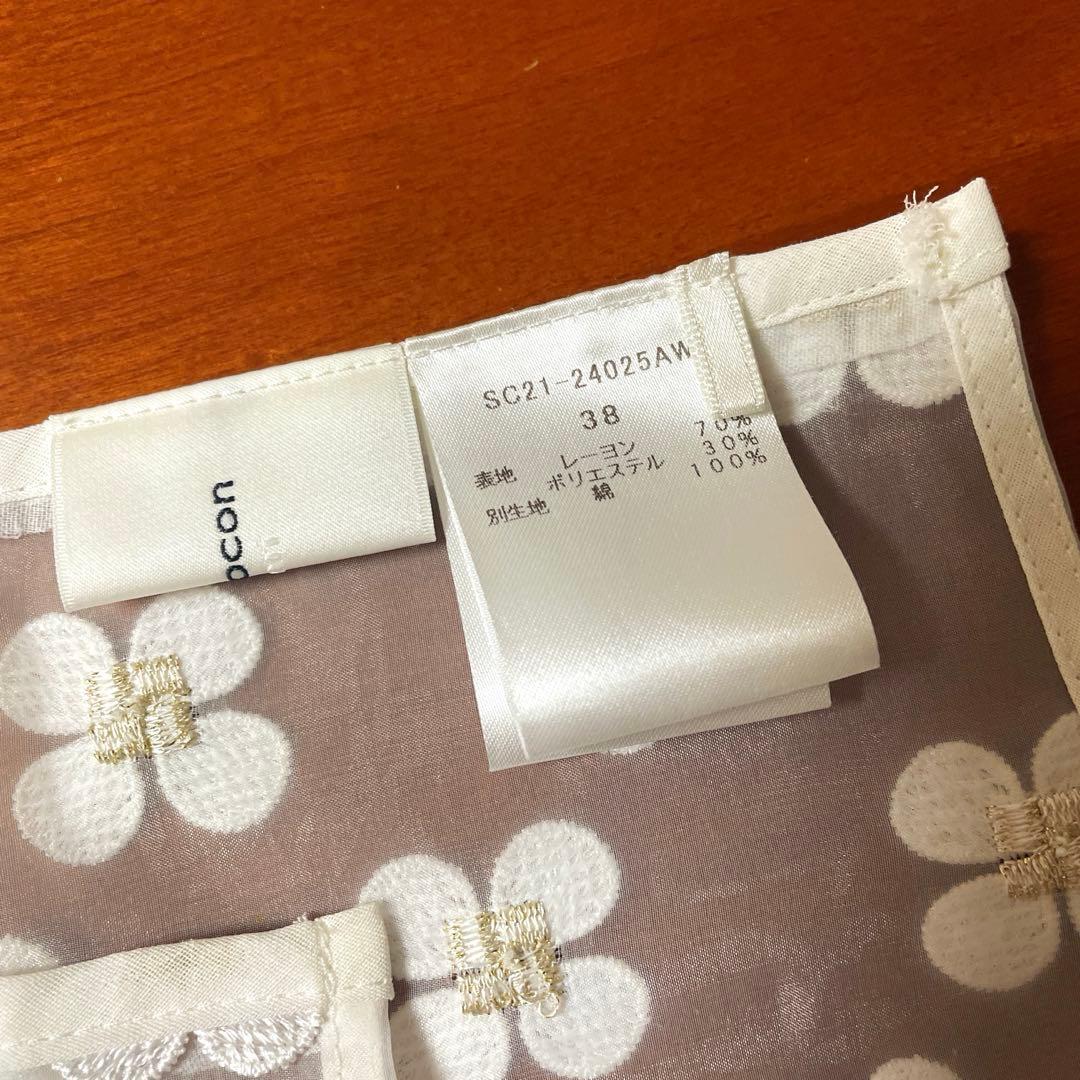 ocon
SC21-24025AW
38
表地 レーヨン 70%
ポリエステル 30%
別生地 綿 100%